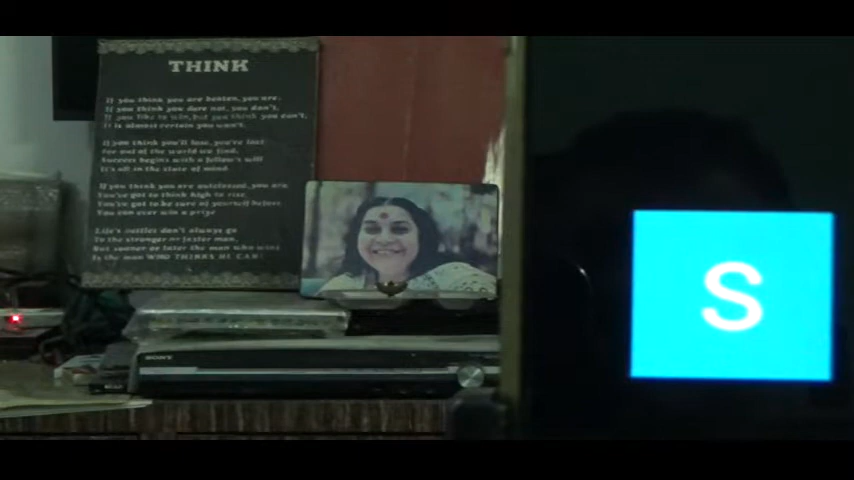 THINK
If you think you are beaten, you are.
If you think you dare not, you don't,
If you like to win, but you think you can't,
It is almost certain you won't.
If you think you'll lose, you've lost
For out of the world we find,
Success begins with a fellow's will
It's all in the state of mind.
If you think you are outclassed, you are
You've got to think high to rise,
You've got to be sure of yourself before
You can ever win a prize
Life's battles don't always go
To the stronger or faster man,
But sooner or later the man who wins
Is the man WHO THINKS HE CAN!
SONY
S